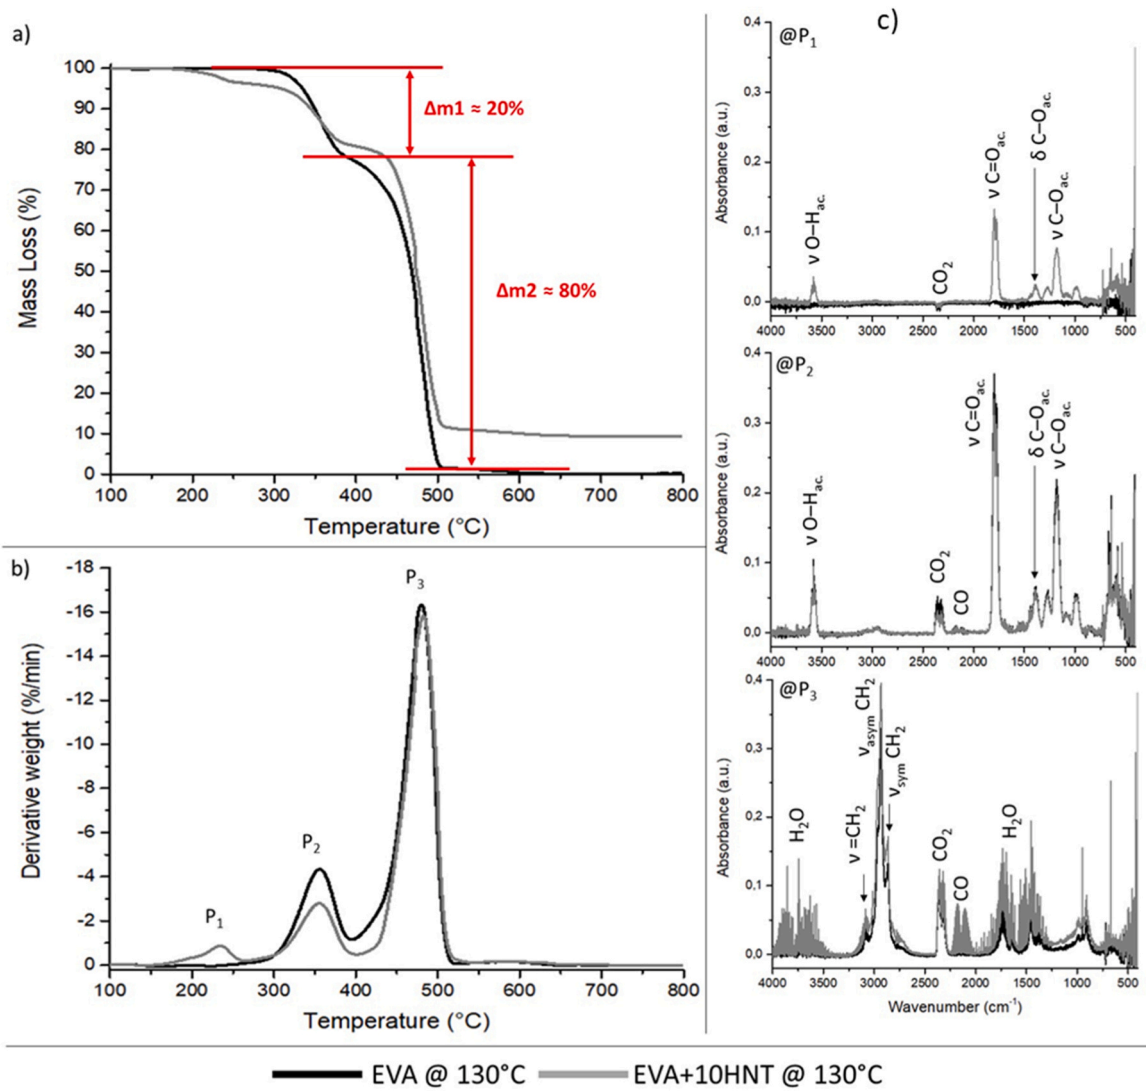 a)
100
90
80
70
60
50
40
30
20
10
0
Mass Loss (%)
Δm1 ≈ 20%
Δm2 ≈ 80%
100 200 300 400 500 600 700 800
Temperature (°C)
b)
-18
-16
-14
-12
-10
-8
-6
-4
-2
0
Derivative weight (%/min)
P1
P2
P3
100 200 300 400 500 600 700 800
Temperature (°C)
c)
@P1
0,4
0,3
0,2
0,1
0,0
Absorbance (a.u.)
ν O–Hac.
CO2
ν C=Oac.
δ C–Oac.
ν C–Oac.
4000 3500 3000 2500 2000 1500 1000 500
@P2
0,4
0,3
0,2
0,1
0,0
Absorbance (a.u.)
ν O–Hac.
CO2
CO
ν C=Oac.
δ C–Oac.
ν C–Oac.
4000 3500 3000 2500 2000 1500 1000 500
@P3
0,4
0,3
0,2
0,1
0,0
Absorbance (a.u.)
H2O
ν =CH2
νasym CH2
νsym CH2
CO2
CO
H2O
4000 3500 3000 2500 2000 1500 1000 500
Wavenumber (cm-1)
EVA @ 130°C
EVA+10HNT @ 130°C